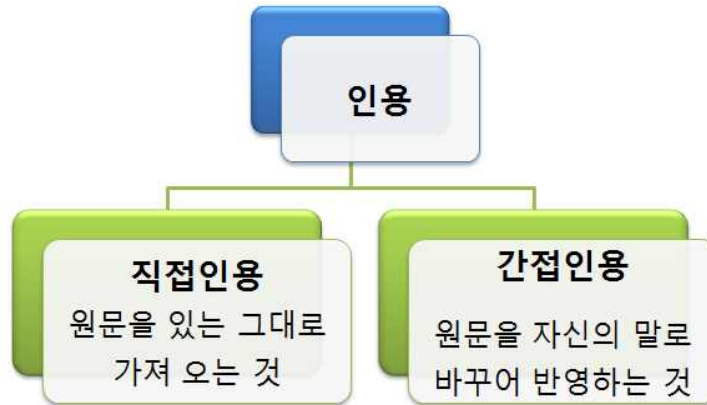 인용
직접인용
원문을 있는 그대로
가져 오는 것
간접인용
원문을 자신의 말로
바꾸어 반영하는 것